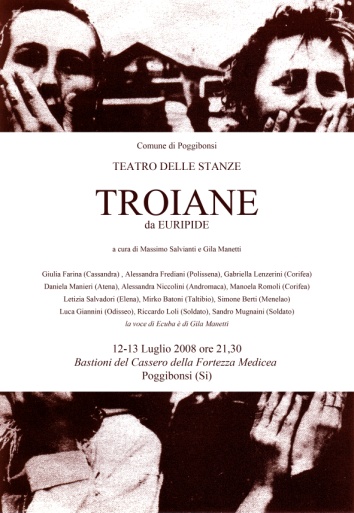 Comune di Poggibonsi
TEATRO DELLE STANZE
TROIANE
da EURIPIDE
a cura di Massimo Salvianti e Gila Manetti
Giulia Farina (Cassandra) , Alessandra Frediani (Polissena), Gabriella Lenzerini (Corifea)
Daniela Manieri (Atena), Alessandra Niccolini (Andromaca), Manoela Romoli (Corifea)
Letizia Salvadori (Elena), Mirko Batoni (Taltibio), Simone Berti (Menelao)
Luca Giannini (Odisseo), Riccardo Loli (Soldato), Sandro Mugnaini (Soldato)
la voce di Ecuba è di Gila Manetti
12-13 Luglio 2008 ore 21,30
Bastioni del Cassero della Fortezza Medicea
Poggibonsi (Si)